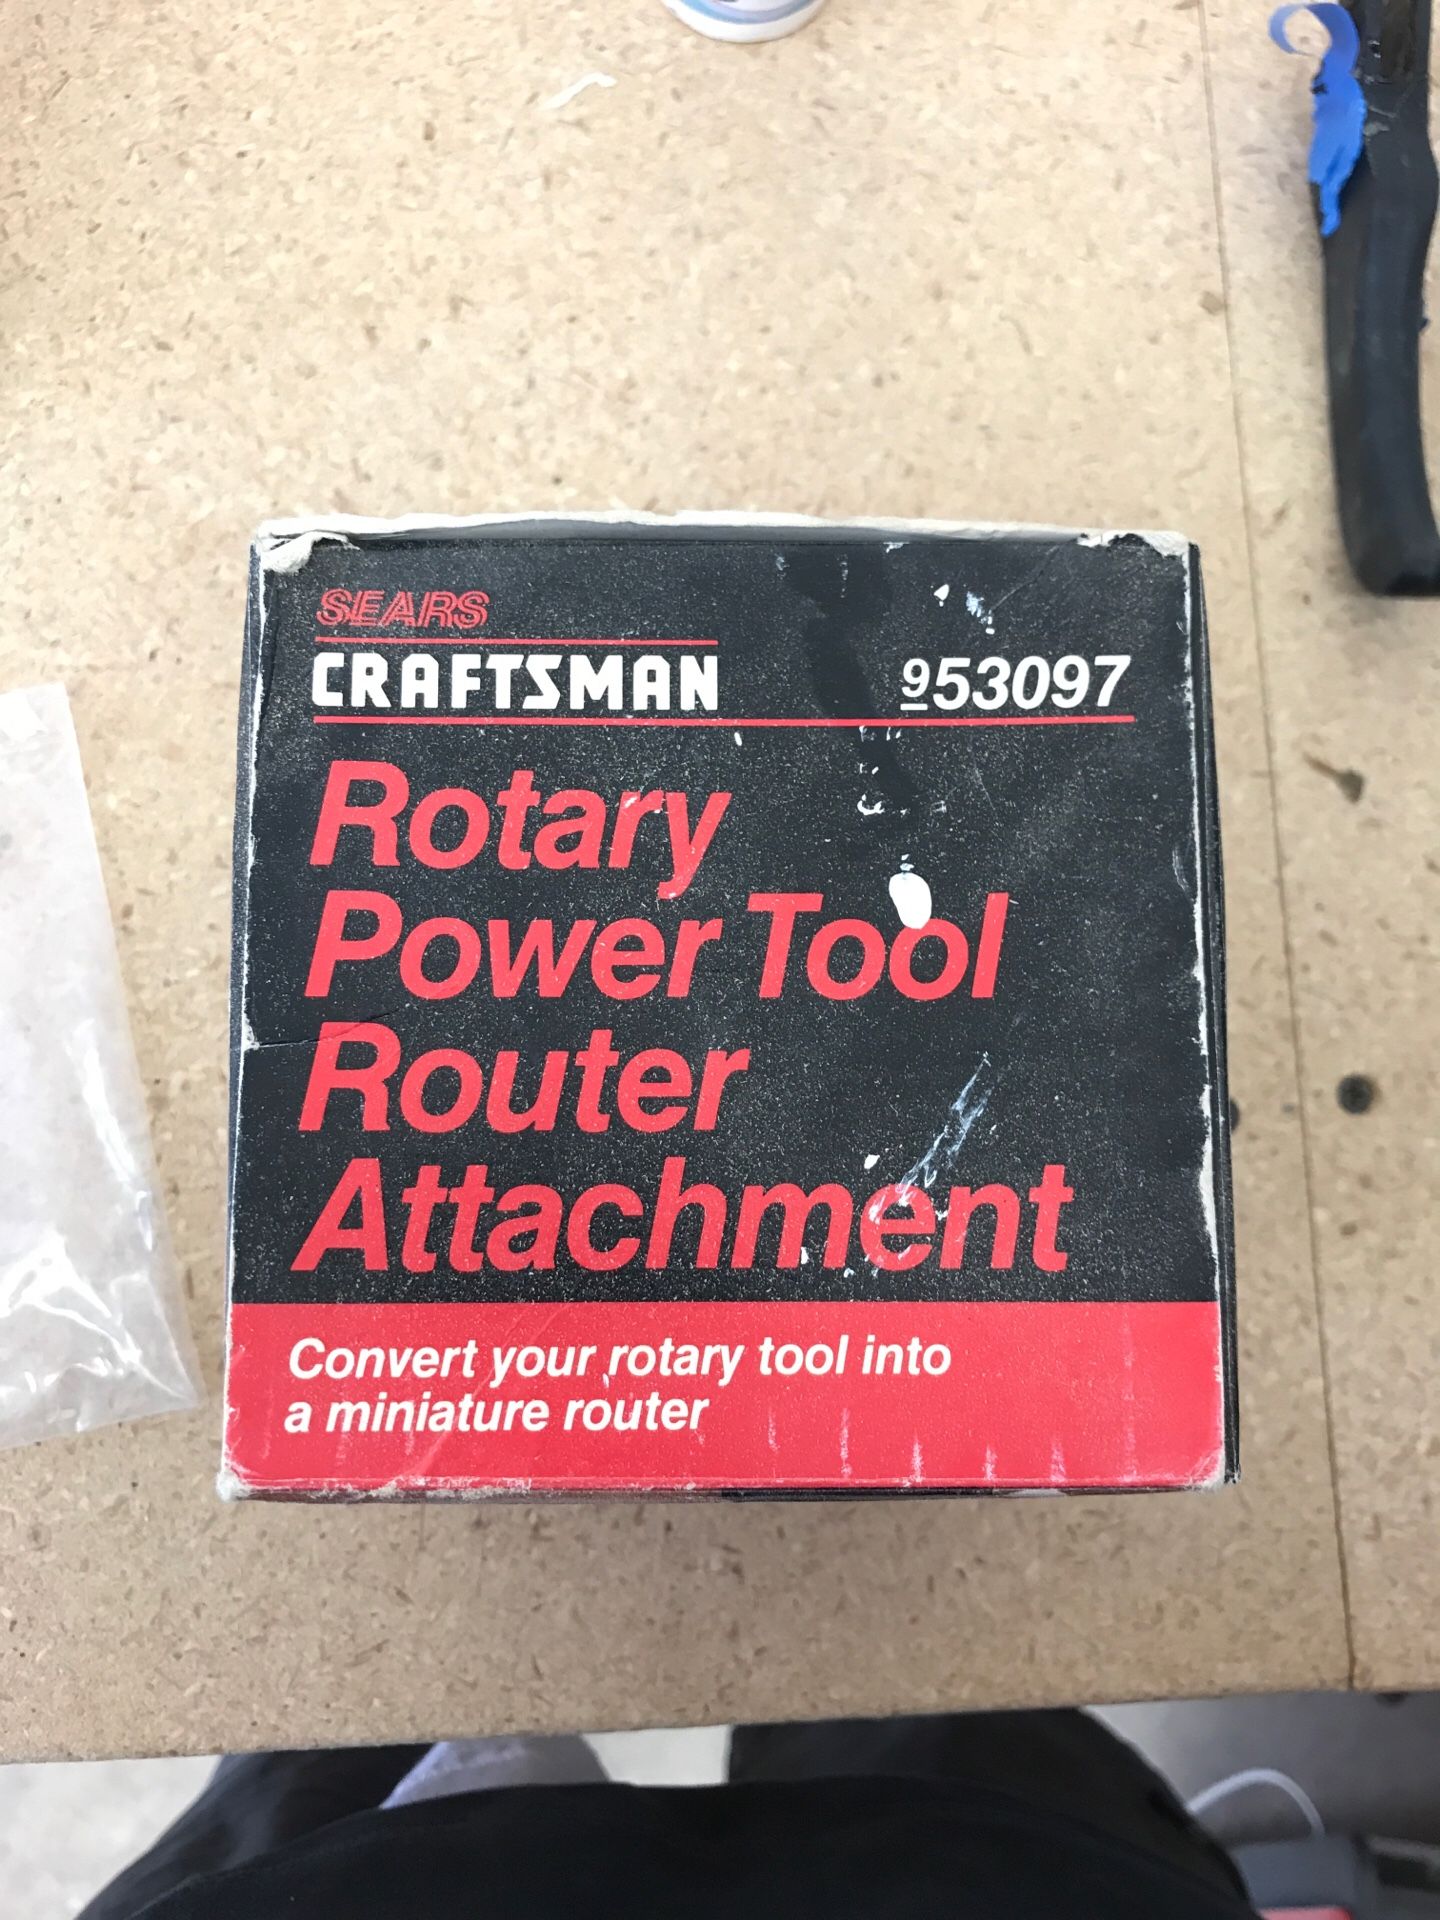 SEARS
CRAFTSMAN 953097
Rotary
Power Tool
Router
Attachment
Convert your rotary tool into
a miniature router